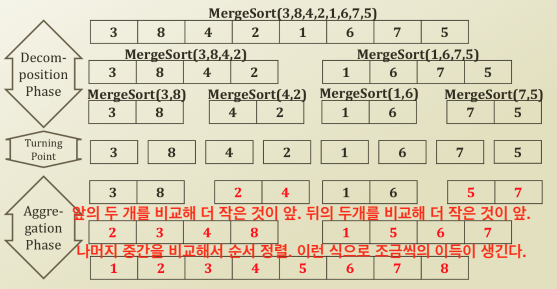 MergeSort(3,8,4,2,1,6,7,5)
3 8 4 2 1 6 7 5
MergeSort(3,8,4,2) MergeSort(1,6,7,5)
Decom-
position
Phase
3 8 4 2 1 6 7 5
MergeSort(3,8) MergeSort(4,2) MergeSort(1,6) MergeSort(7,5)
3 8 4 2 1 6 7 5
Turning
Point
3 8 4 2 1 6 7 5
3 8 2 4 1 6 5 7
Aggre-
gation
Phase
앞의 두 개를 비교해 더 작은 것이 앞. 뒤의 두개를 비교해 더 작은 것이 앞.
2 3 4 8 1 5 6 7
나머지 중간을 비교해서 순서 정렬. 이런 식으로 조금씩의 이득이 생긴다.
1 2 3 4 5 6 7 8